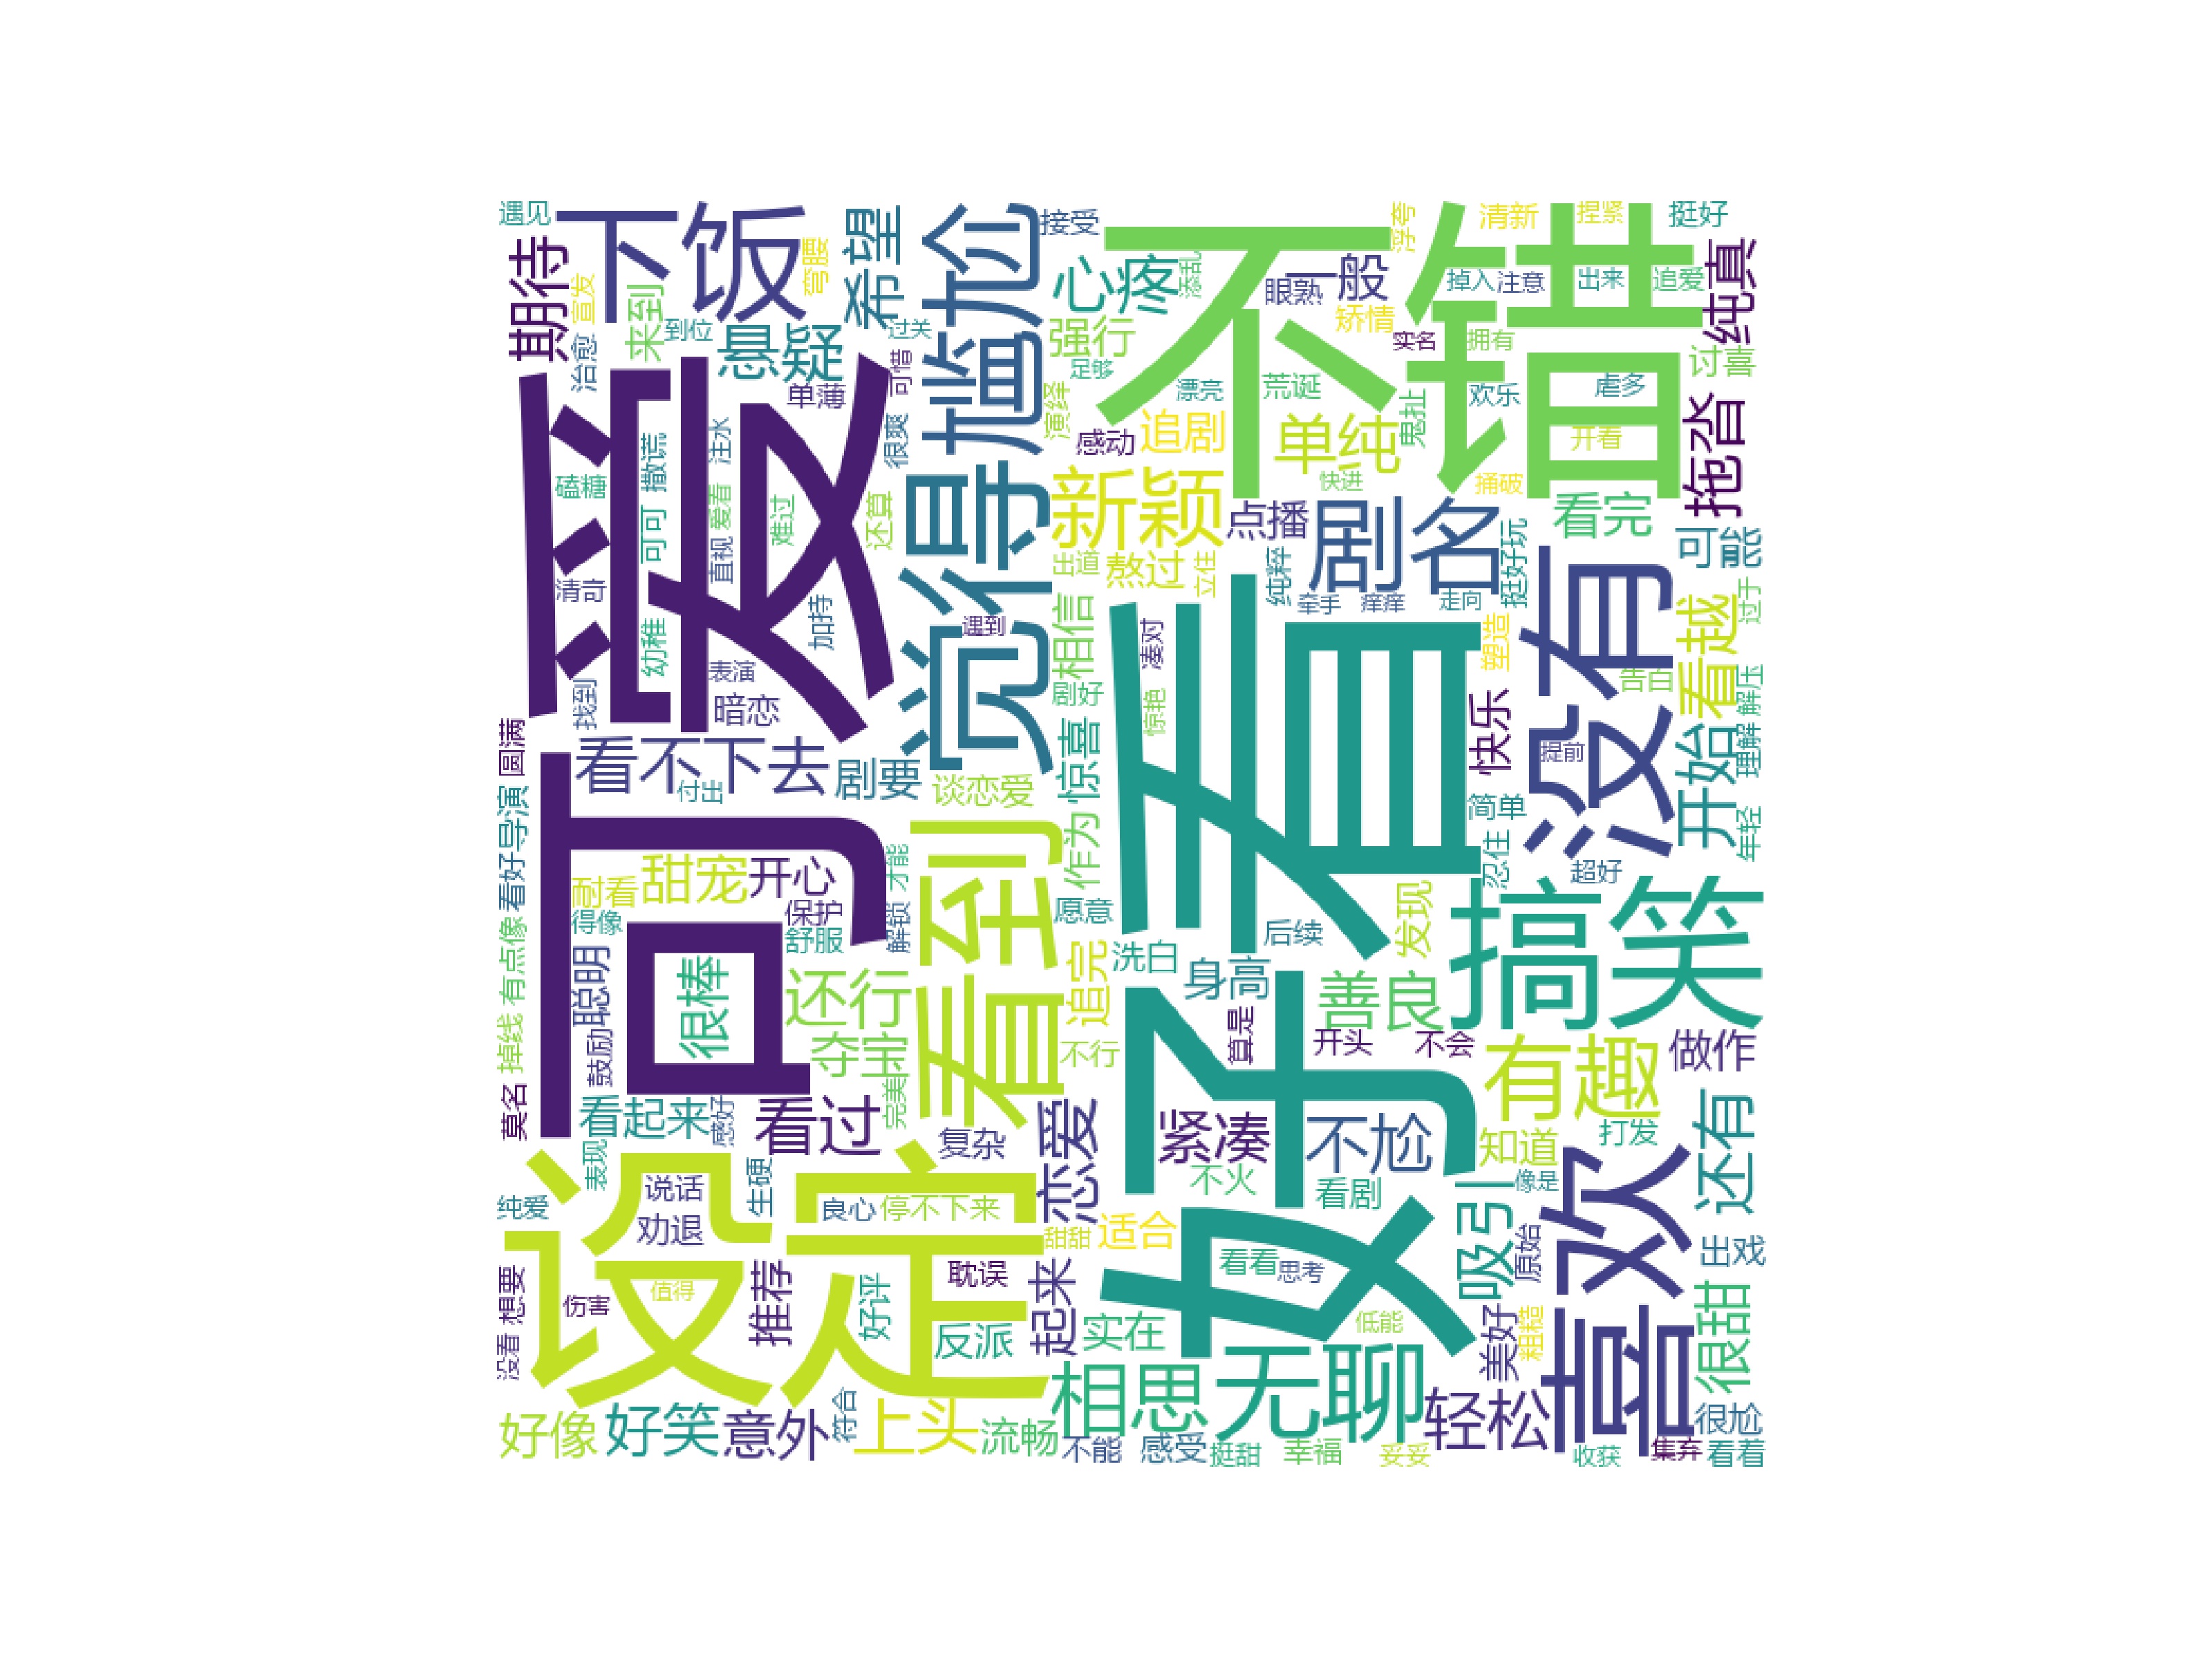 遇见
下饭
期待
宣发
治愈
来到
弯腰
希望
尴尬
接受
不错
浮夸
清新
捏紧
挺好
纯真
心疼
添乱
一般
眼熟
矫情
掉入
注意
出来
追爱
到位
悬疑
过关
强行
足够
实名
拥有
讨喜
单薄
可惜
演绎
漂亮
荒诞
欢乐
虐多
可爱
撒谎
注水
很爽
感动
追剧
单纯
鬼扯
开看
拖沓
磕糖
可可
爱看
难过
还算
觉得
新颖
快进
捅破
点播
剧名
看完
挺好玩
可能
直视
清奇
加持
幼稚
遇到
相信
出道
熬过
立住
纯粹
牵手
痒痒
走向
没有
看越
过于
凑对
好看
塑造
告白
解压
表演
找到
暗恋
剧好
惊艳
惊喜
快乐
提前
开始
理解
圆满
看不下去
付出
剧要
谈恋爱
简单
年轻
导演
看好
耐看
甜宠
开心
看到
才能
作为
忍住
超好
搞笑
得像
保护
舒服
解锁
愿意
后续
发现
有点像
聪明
很棒
还行
追完
洗白
身高
善良
掉线
鼓励
夺宝
不行
算是
开头
不会
有趣
做作
莫名
看起来
感好
看过
完美
恋爱
紧凑
不尬
知道
打发
还有
表现
设定
复杂
不火
看剧
像是
纯爱
说话
生硬
良心
停不下来
吸引
喜欢
劝退
甜甜
适合
看看
思考
原始
出戏
想要
伤害
值得
推荐
耽误
起来
低能
粗糙
很甜
没看
好评
反派
实在
美好
相思
无聊
好像
好笑
意外
符合
上头
流畅
不能
感受
挺甜
幸福
妥妥
轻松
收获
集弃
很尬
看着